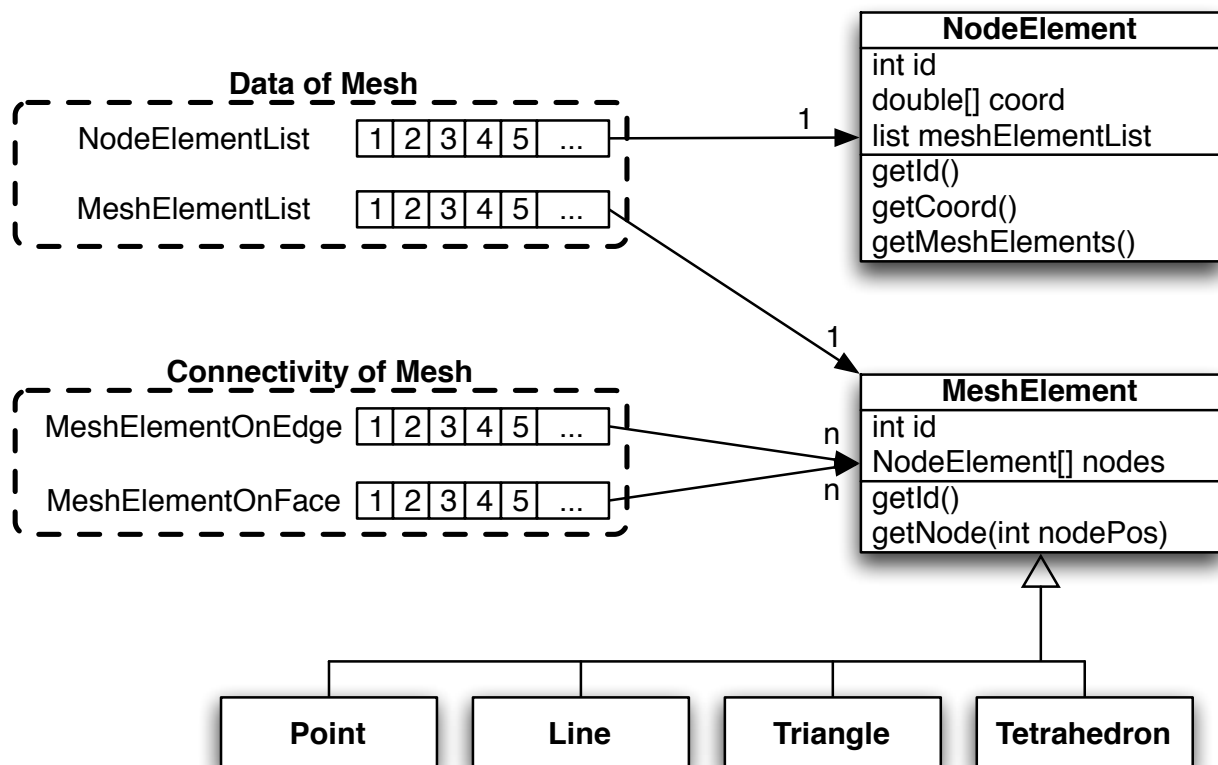 Data of Mesh
NodeElementList 1 2 3 4 5 ...
MeshElementList 1 2 3 4 5 ...
1
NodeElement
int id
double[] coord
list meshElementList
getId()
getCoord()
getMeshElements()
1
Connectivity of Mesh
MeshElementOnEdge 1 2 3 4 5 ...
MeshElementOnFace 1 2 3 4 5 ...
n
n
MeshElement
int id
NodeElement[] nodes
getId()
getNode(int nodePos)
Point
Line
Triangle
Tetrahedron